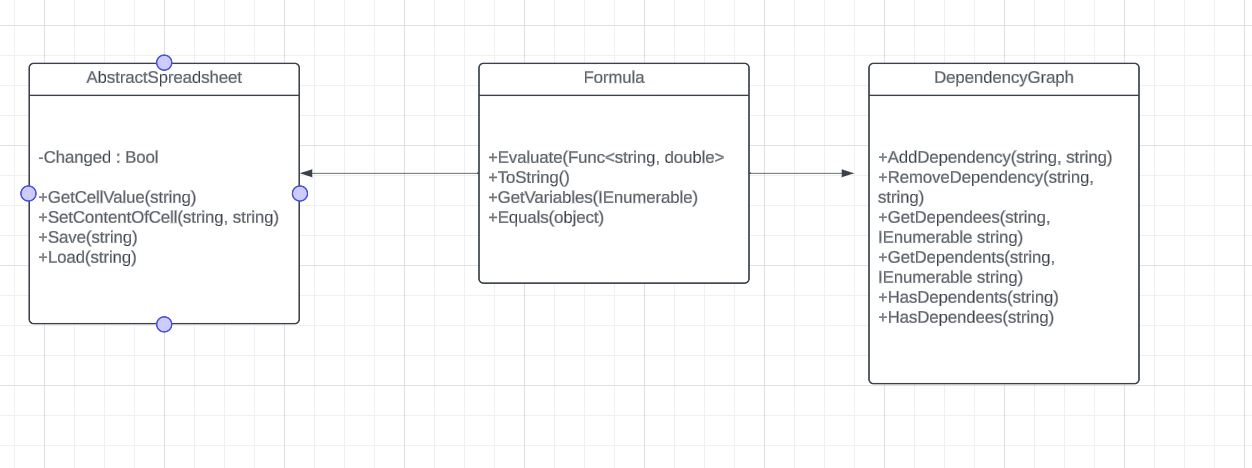 AbstractSpreadsheet
-Changed : Bool
+GetCellValue(string)
+SetContentOfCell(string, string)
+Save(string)
+Load(string)
Formula
+Evaluate(Func<string, double>
+ToString()
+GetVariables(IEnumerable)
+Equals(object)
DependencyGraph
+AddDependency(string, string)
+RemoveDependency(string,
string)
+GetDependees(string,
IEnumerable string)
+GetDependents(string,
IEnumerable string)
+HasDependents(string)
+HasDependees(string)